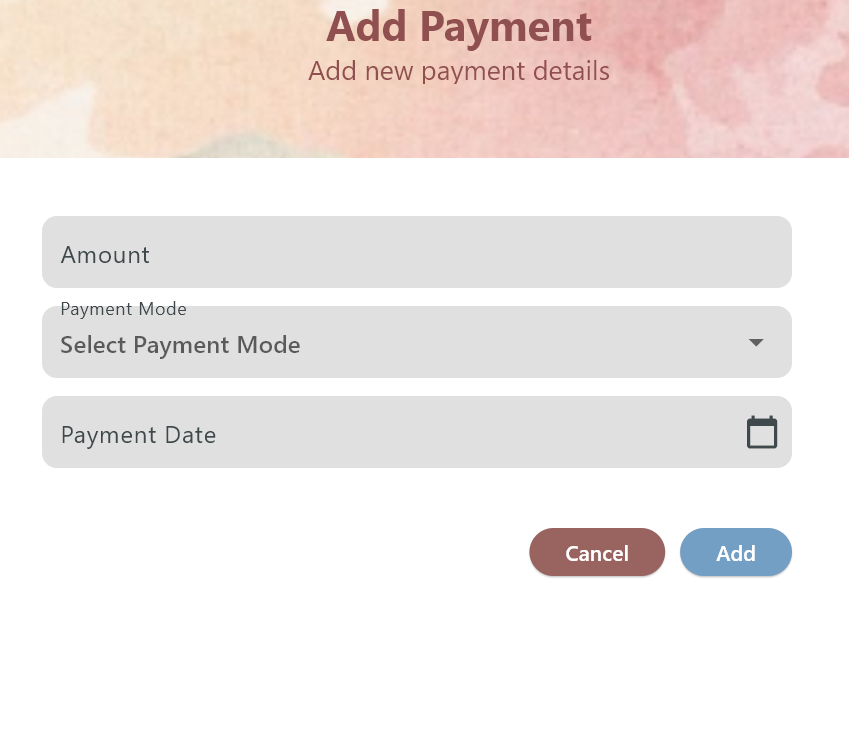 Add Payment
Add new payment details
Amount
Payment Mode
Select Payment Mode
Payment Date
Cancel
Add